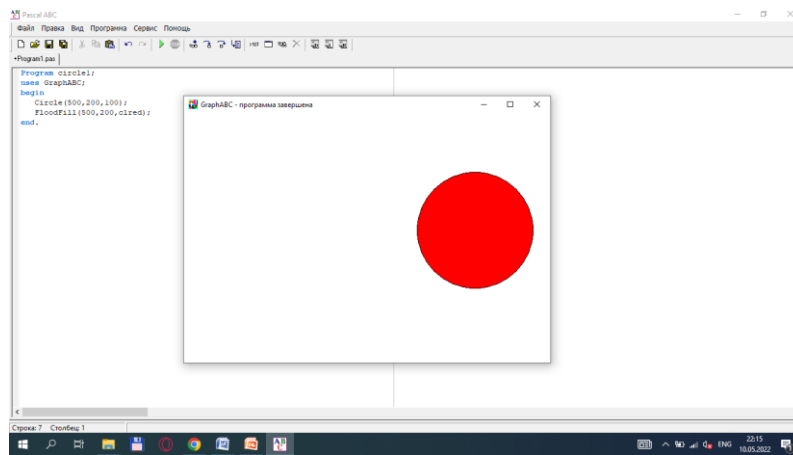 Pascal ABC
Файл Правка Вид Программа Сервис Помощь
•Program1.pas
Program circle1;
uses GraphABC;
begin
Circle(500,200,100);
FloodFill(500,200,clred);
end.
GraphABC - программа завершена
Строка: 7 Столбец: 1
ENG
22:15
10.05.2022